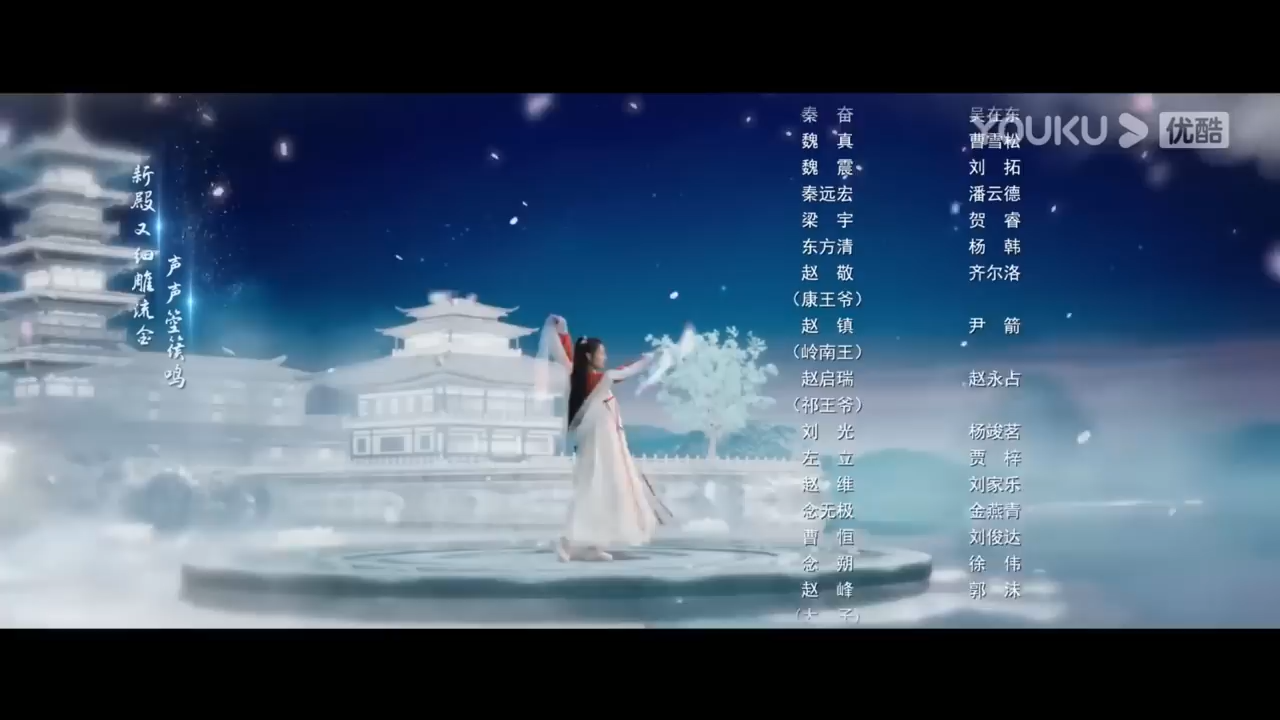 YOUKU 优酷
新殿又细雕流金
声声箜篌鸣
秦 奋 吴在东
魏 真 曹雪松
魏 震 刘 拓
秦远宏 潘云德
梁 宇 贺 睿
东方清 杨 韩
赵 敬 齐尔洛
（康王爷）
赵 镇 尹 箭
（岭南王）
赵启瑞 赵永占
（祁王爷）
刘 光 杨竣茗
左 立 贾 梓
赵 维 刘家乐
念无极 金燕青
曹 恒 刘俊达
念 朔 徐 伟
赵 峰 郭 沫
（太 子）